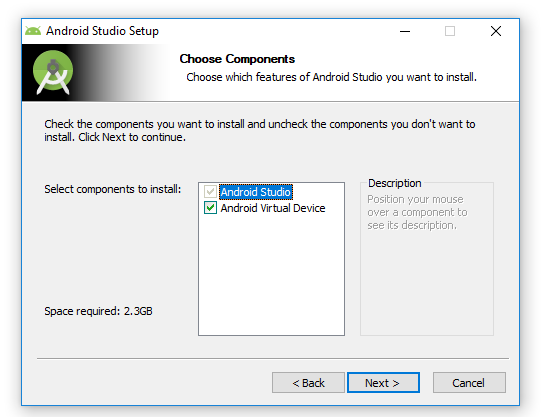 Android Studio Setup
Choose Components
Choose which features of Android Studio you want to install.
Check the components you want to install and uncheck the components you don't want to
install. Click Next to continue.
Select components to install:
Android Studio
Android Virtual Device
Description
Position your mouse
over a component to
see its description.
Space required: 2.3GB
< Back
Next >
Cancel